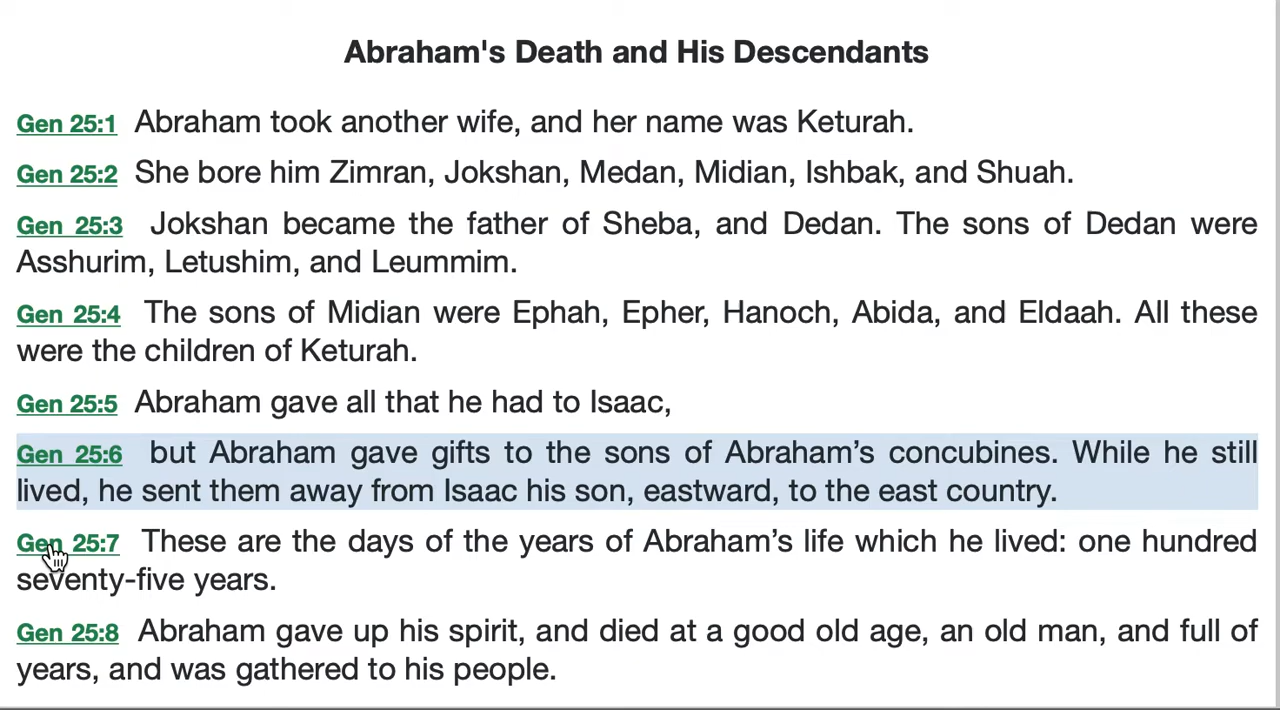 Abraham's Death and His Descendants
Gen 25:1 Abraham took another wife, and her name was Keturah.
Gen 25:2 She bore him Zimran, Jokshan, Medan, Midian, Ishbak, and Shuah.
Gen 25:3 Jokshan became the father of Sheba, and Dedan. The sons of Dedan were
Asshurim, Letushim, and Leummim.
Gen 25:4 The sons of Midian were Ephah, Epher, Hanoch, Abida, and Eldaah. All these
were the children of Keturah.
Gen 25:5 Abraham gave all that he had to Isaac,
Gen 25:6 but Abraham gave gifts to the sons of Abraham’s concubines. While he still
lived, he sent them away from Isaac his son, eastward, to the east country.
Gen 25:7 These are the days of the years of Abraham’s life which he lived: one hundred
seventy-five years.
Gen 25:8 Abraham gave up his spirit, and died at a good old age, an old man, and full of
years, and was gathered to his people.